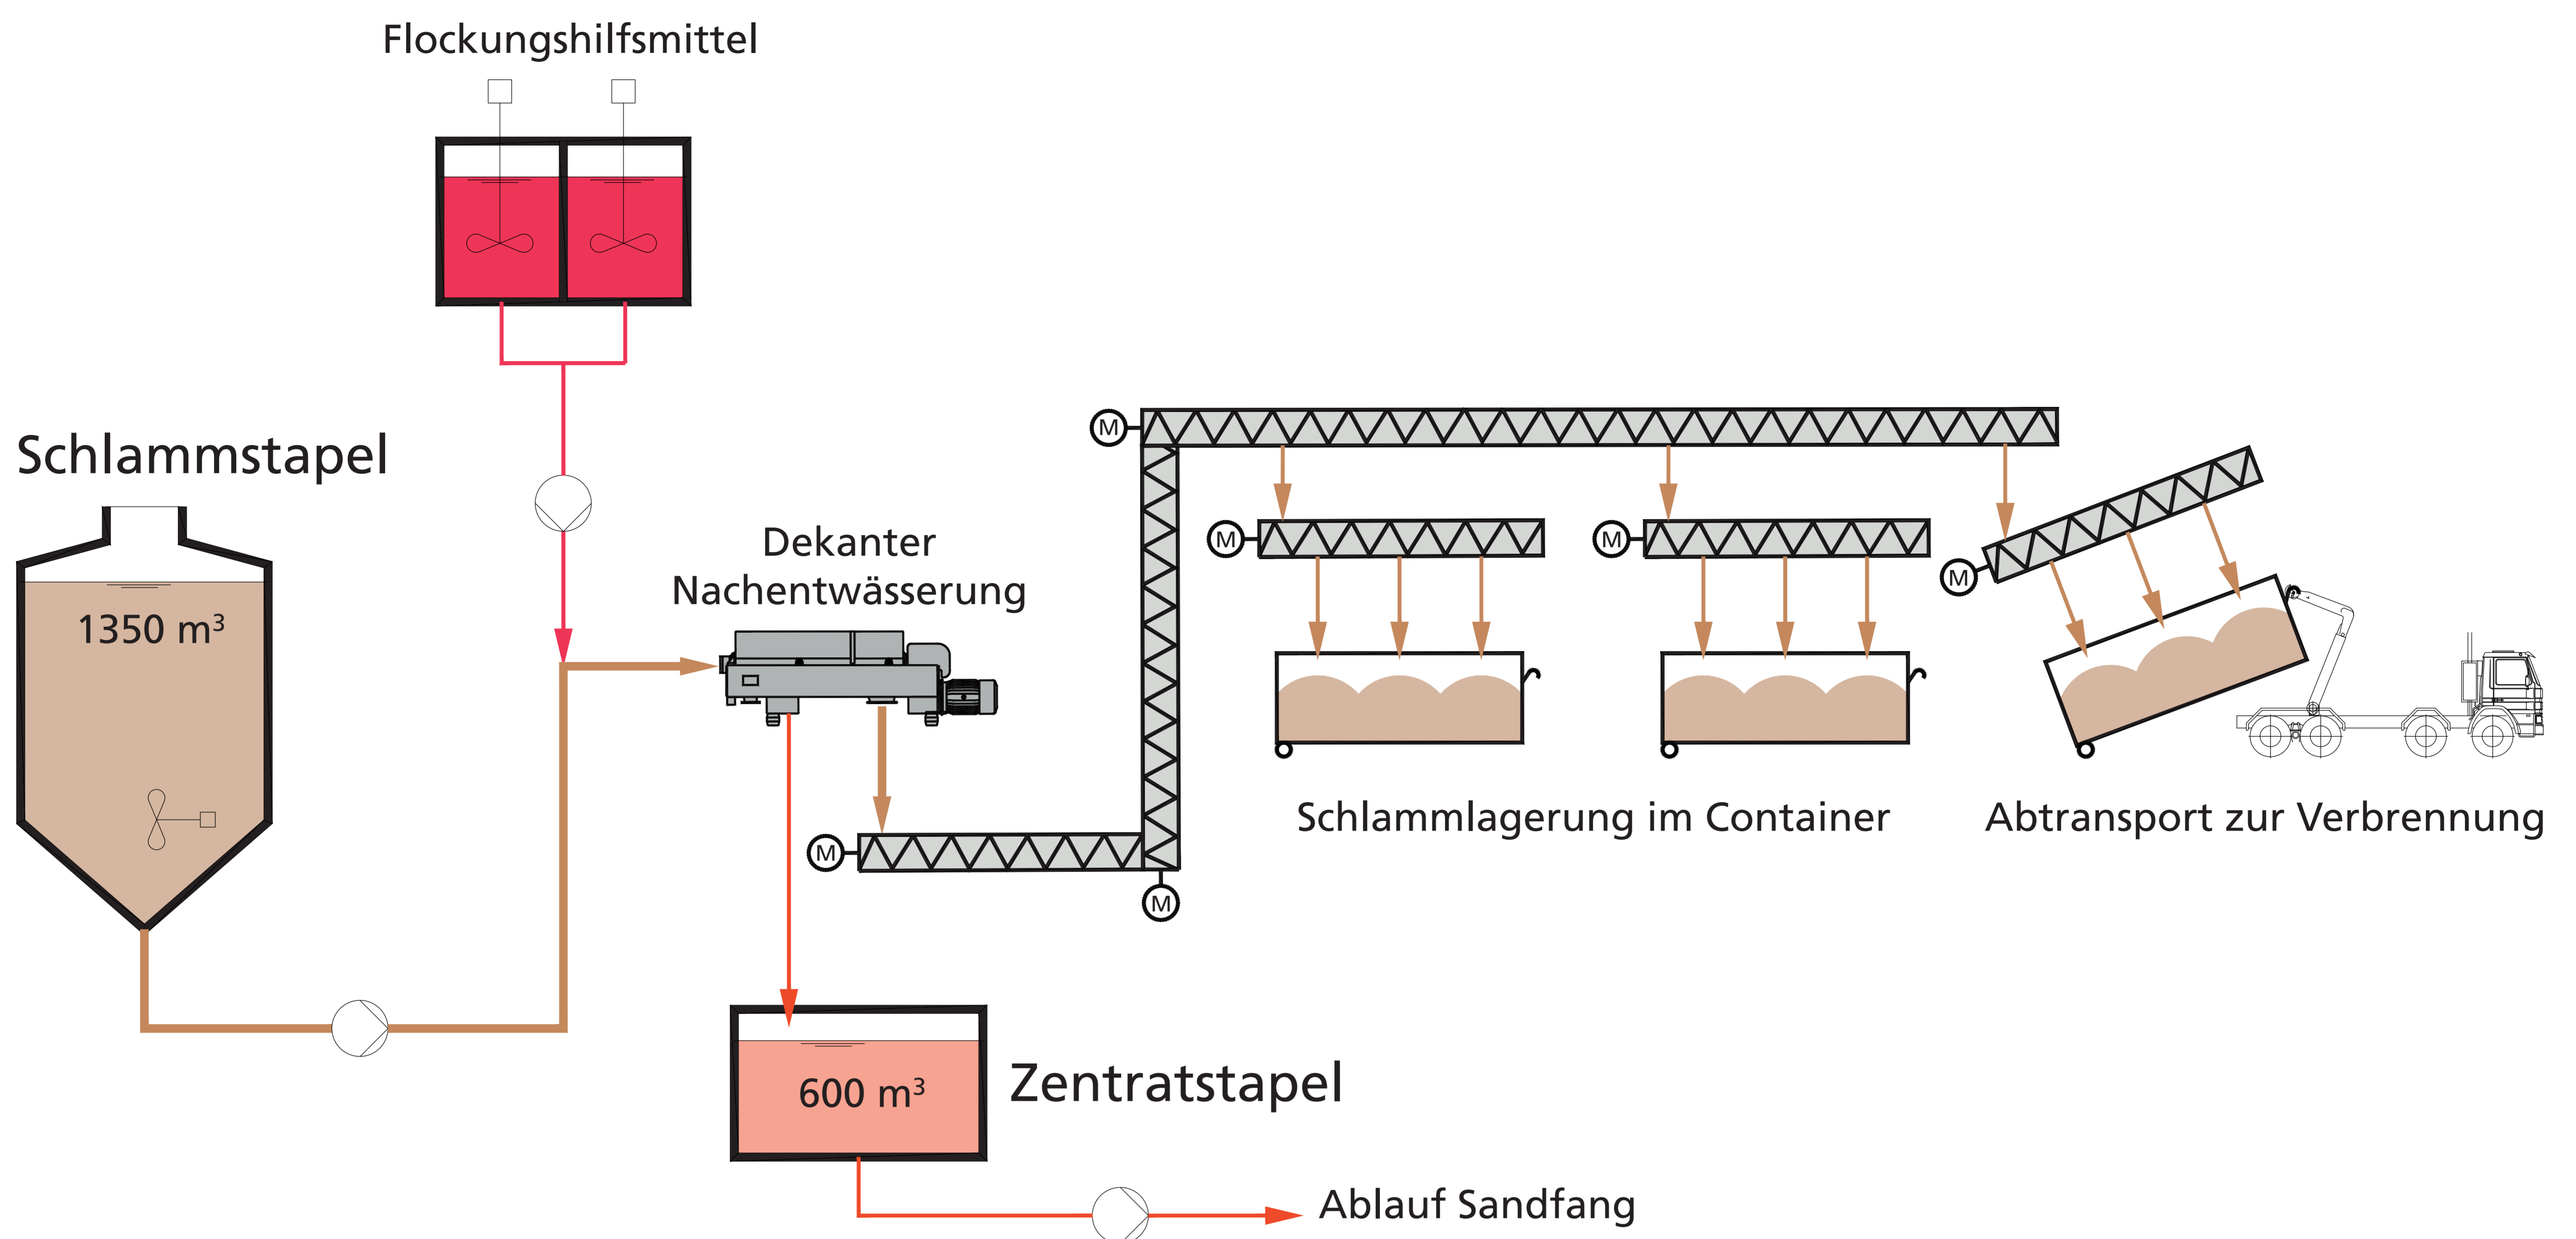 Flockungshilfsmittel
Schlammstapel
1350 m³
Dekanter
Nachentwässerung
M
M
M
M
M
M
Schlammlagerung im Container
Abtransport zur Verbrennung
600 m³
Zentratstapel
Ablauf Sandfang